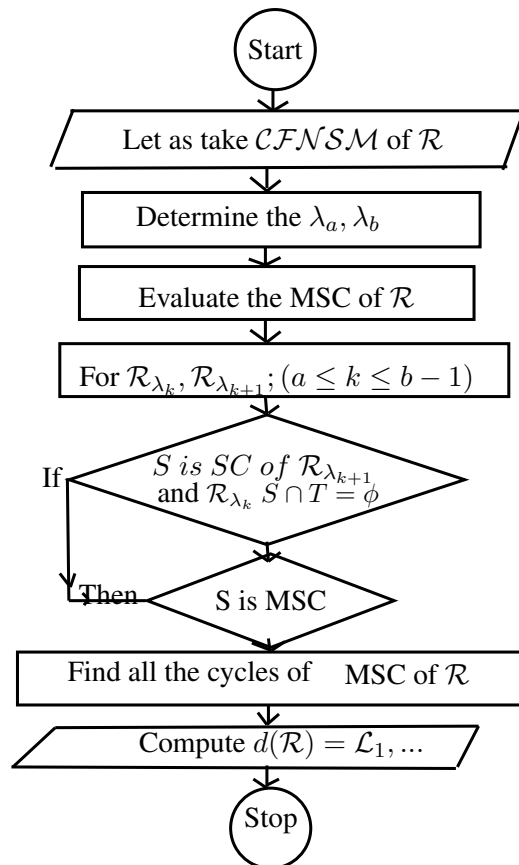 Start
Let as take 𝒞ℱ𝒩𝒮ℳ of ℛ
Determine the λ_a, λ_b
Evaluate the MSC of ℛ
For ℛ_{λ_k}, ℛ_{λ_{k+1}}; (a ≤ k ≤ b − 1)
If
S is SC of ℛ_{λ_{k+1}}
and ℛ_{λ_k} S ∩ T = ϕ
Then
S is MSC
Find all the cycles of MSC of ℛ
Compute d(ℛ) = ℒ_1, ...
Stop